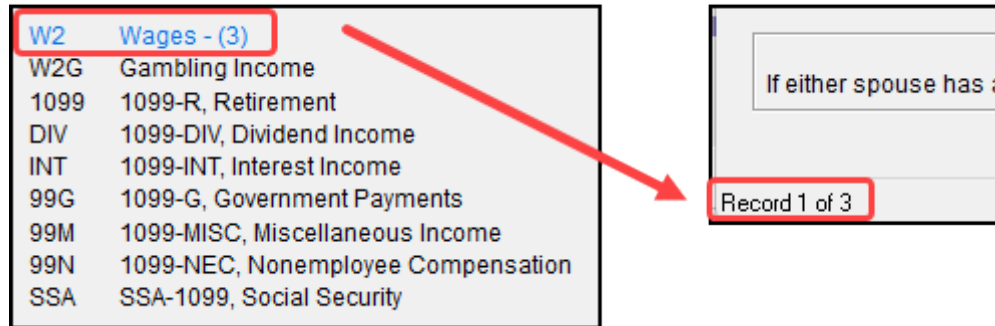 W2 Wages - (3)
W2G Gambling Income
1099 1099-R, Retirement
DIV 1099-DIV, Dividend Income
INT 1099-INT, Interest Income
99G 1099-G, Government Payments
99M 1099-MISC, Miscellaneous Income
99N 1099-NEC, Nonemployee Compensation
SSA SSA-1099, Social Security
If either spouse has a
Record 1 of 3